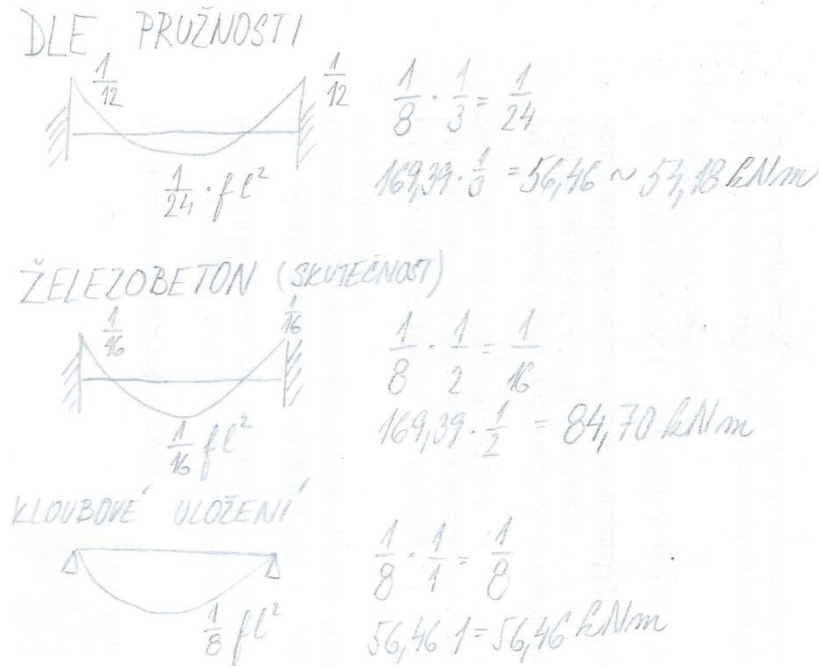 DLE PRUŽNOSTI
1/12
1/12
1/8 · 1/3 = 1/24
1/24 · fl²
169,39 · 1/3 = 56,46 ~ 54,18 kNm
ŽELEZOBETON (SKUTEČNOST)
1/16
1/16
1/8 · 1/2 = 1/16
1/16 fl²
169,39 · 1/2 = 84,70 kNm
KLOUBOVÉ ULOŽENÍ
1/8 · 1/1 = 1/8
1/8 fl²
56,46 · 1 = 56,46 kNm